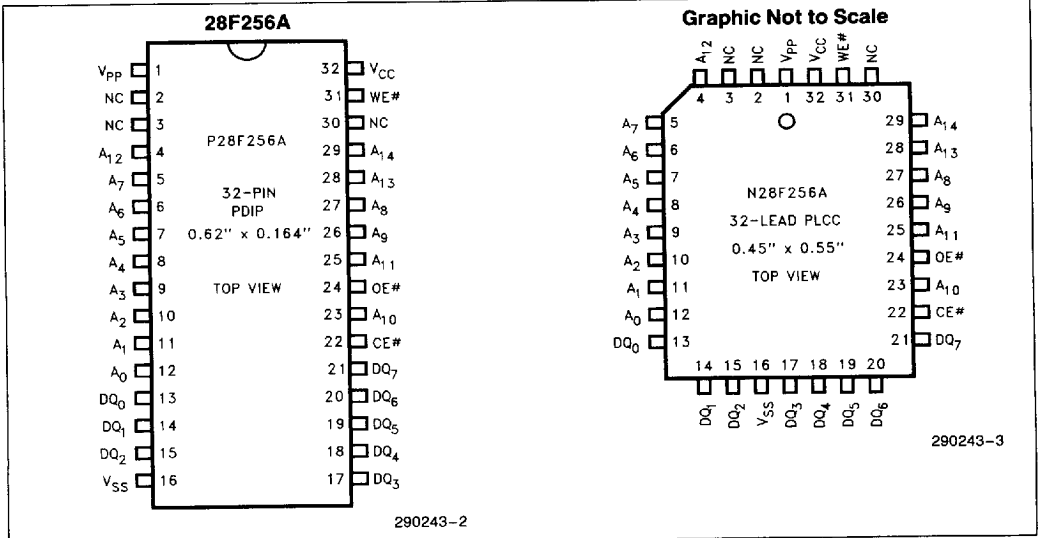 28F256A
VPP 1 32 VCC
NC 2 31 WE#
NC 3 30 NC
A12 4 29 A14
A7 5 28 A13
A6 6 27 A8
A5 7 26 A9
A4 8 25 A11
A3 9 24 OE#
A2 10 23 A10
A1 11 22 CE#
A0 12 21 DQ7
DQ0 13 20 DQ6
DQ1 14 19 DQ5
DQ2 15 18 DQ4
VSS 16 17 DQ3
P28F256A
32-PIN
PDIP
0.62" x 0.164"
TOP VIEW
290243-2
Graphic Not to Scale
A12 NC NC VPP VCC WE# NC
4 3 2 1 32 31 30
A7 5 29 A14
A6 6 28 A13
A5 7 27 A8
A4 8 26 A9
A3 9 25 A11
A2 10 24 OE#
A1 11 23 A10
A0 12 22 CE#
DQ0 13 21 DQ7
N28F256A
32-LEAD PLCC
0.45" x 0.55"
TOP VIEW
14 15 16 17 18 19 20
DQ1 DQ2 VSS DQ3 DQ4 DQ5 DQ6
290243-3